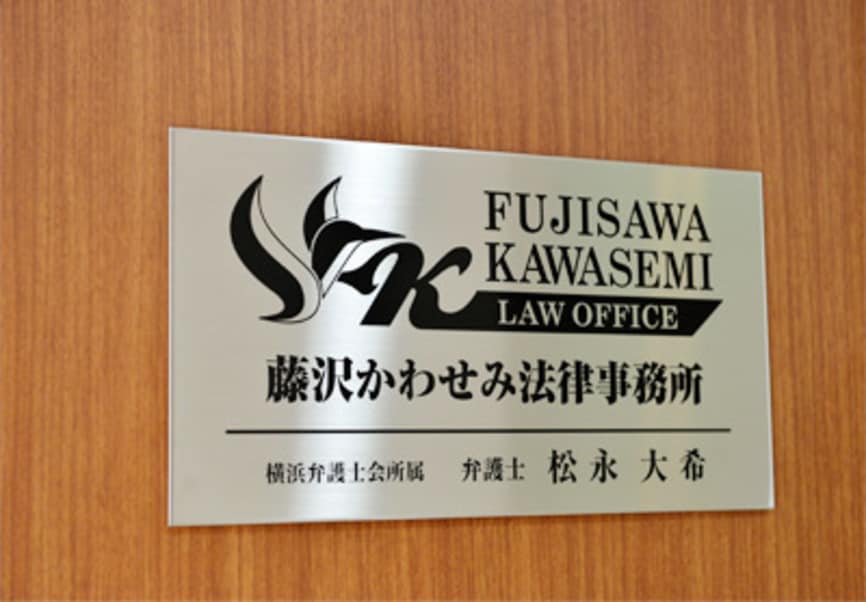 FK
FUJISAWA
KAWASEMI
LAW OFFICE
藤沢かわせみ法律事務所
横浜弁護士会所属 弁護士 松永 大希